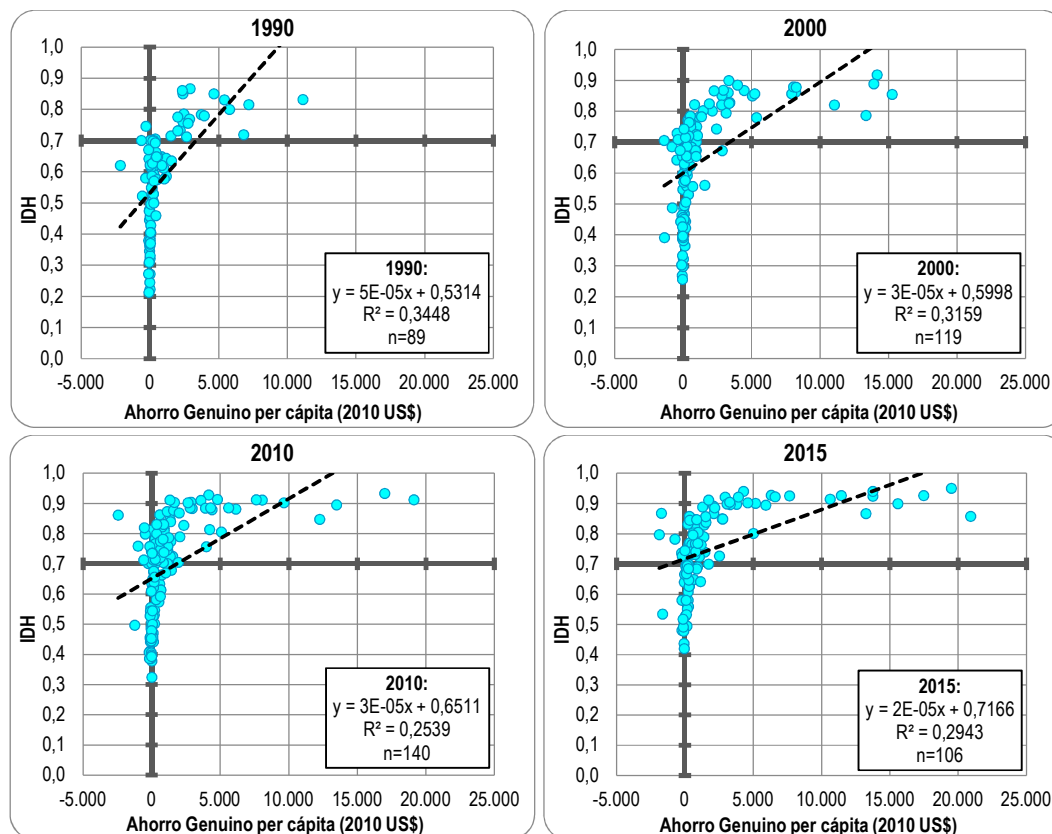 1990
1,0
0,9
0,8
0,7
0,6
0,5
0,4
0,3
0,2
0,1
0,0
IDH
1990:
y = 5E-05x + 0,5314
R² = 0,3448
n=89
-5.000 0 5.000 10.000 15.000 20.000 25.000
Ahorro Genuino per cápita (2010 US$)
2000
1,0
0,9
0,8
0,7
0,6
0,5
0,4
0,3
0,2
0,1
0,0
IDH
2000:
y = 3E-05x + 0,5998
R² = 0,3159
n=119
-5.000 0 5.000 10.000 15.000 20.000 25.000
Ahorro Genuino per cápita (2010 US$)
2010
1,0
0,9
0,8
0,7
0,6
0,5
0,4
0,3
0,2
0,1
0,0
IDH
2010:
y = 3E-05x + 0,6511
R² = 0,2539
n=140
-5.000 0 5.000 10.000 15.000 20.000 25.000
Ahorro Genuino per cápita (2010 US$)
2015
1,0
0,9
0,8
0,7
0,6
0,5
0,4
0,3
0,2
0,1
0,0
IDH
2015:
y = 2E-05x + 0,7166
R² = 0,2943
n=106
-5.000 0 5.000 10.000 15.000 20.000 25.000
Ahorro Genuino per cápita (2010 US$)